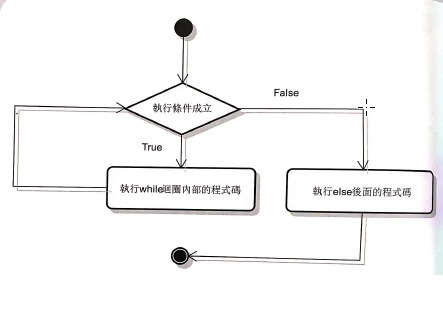 執行條件成立
False
True
執行while迴圈內部的程式碼
執行else後面的程式碼